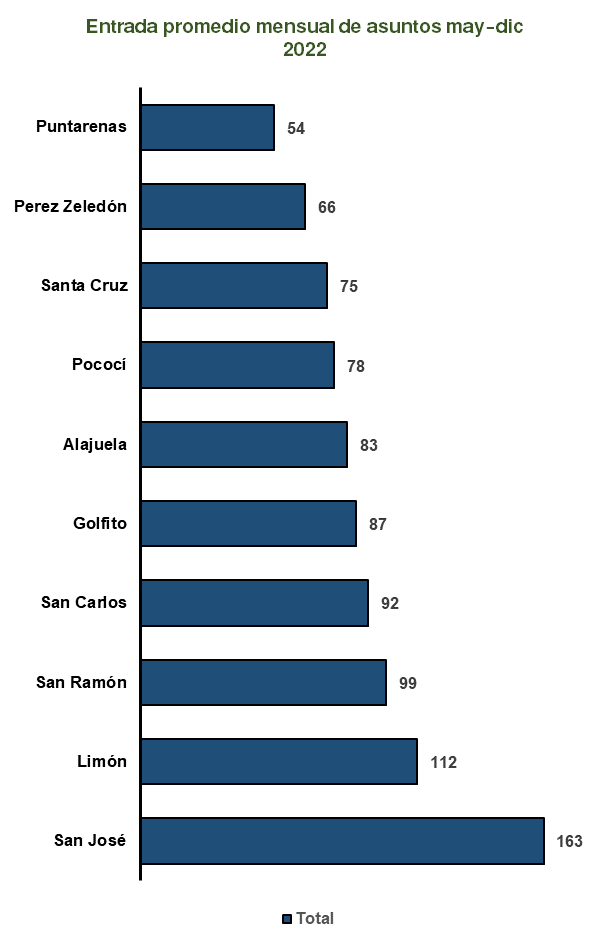 Entrada promedio mensual de asuntos may-dic
2022
Puntarenas 54
Perez Zeledón 66
Santa Cruz 75
Pococí 78
Alajuela 83
Golfito 87
San Carlos 92
San Ramón 99
Limón 112
San José 163
Total